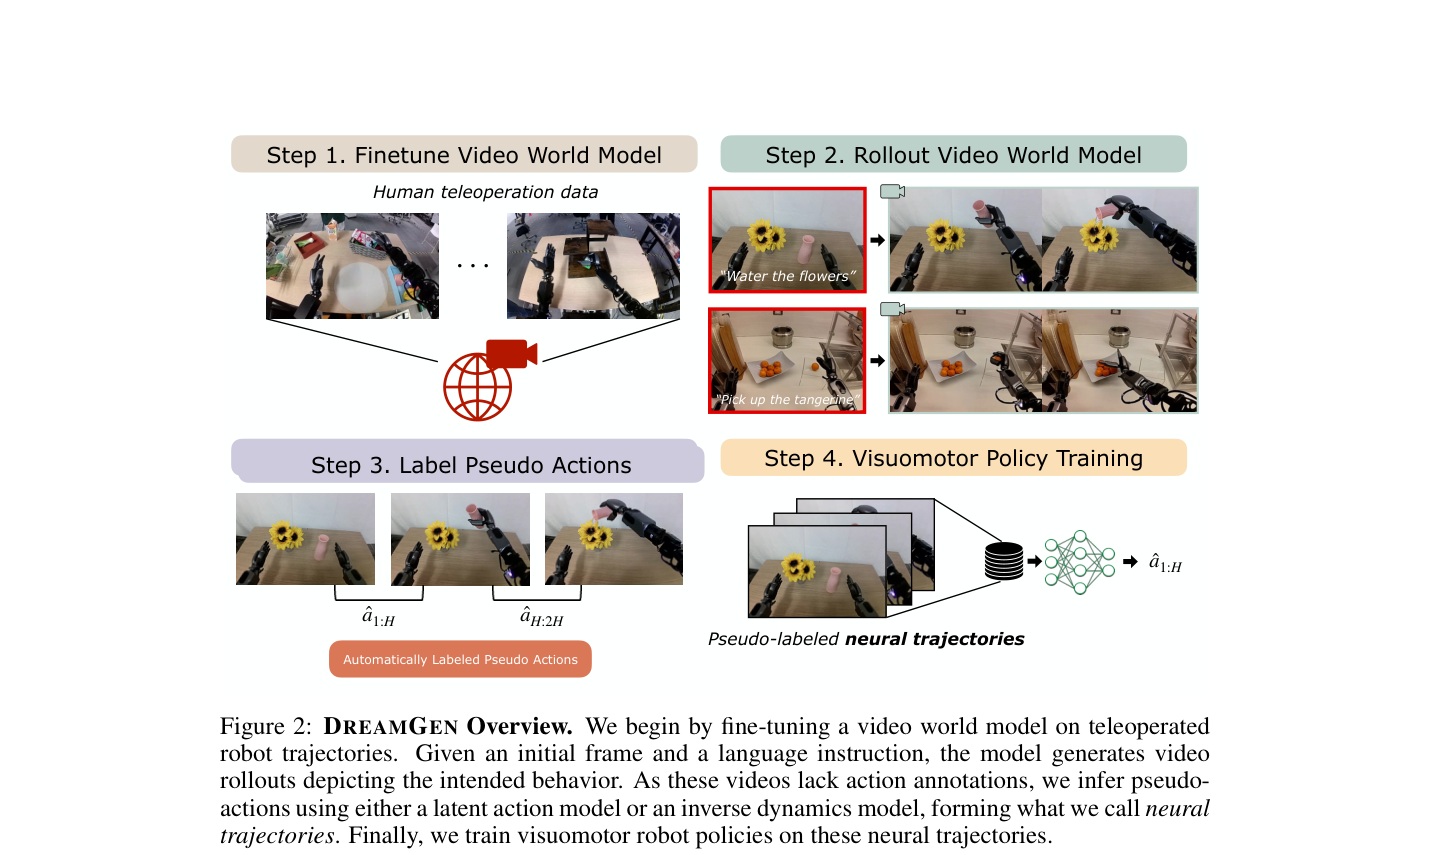 Step 1. Finetune Video World Model
Human teleoperation data
. . .
Step 2. Rollout Video World Model
“Water the flowers”
“Pick up the tangerine”
Step 3. Label Pseudo Actions
â1:H
âH:2H
Automatically Labeled Pseudo Actions
Step 4. Visuomotor Policy Training
â1:H
Pseudo-labeled neural trajectories
Figure 2: DREAMGEN Overview. We begin by fine-tuning a video world model on teleoperated
robot trajectories. Given an initial frame and a language instruction, the model generates video
rollouts depicting the intended behavior. As these videos lack action annotations, we infer pseudo-
actions using either a latent action model or an inverse dynamics model, forming what we call neural
trajectories. Finally, we train visuomotor robot policies on these neural trajectories.